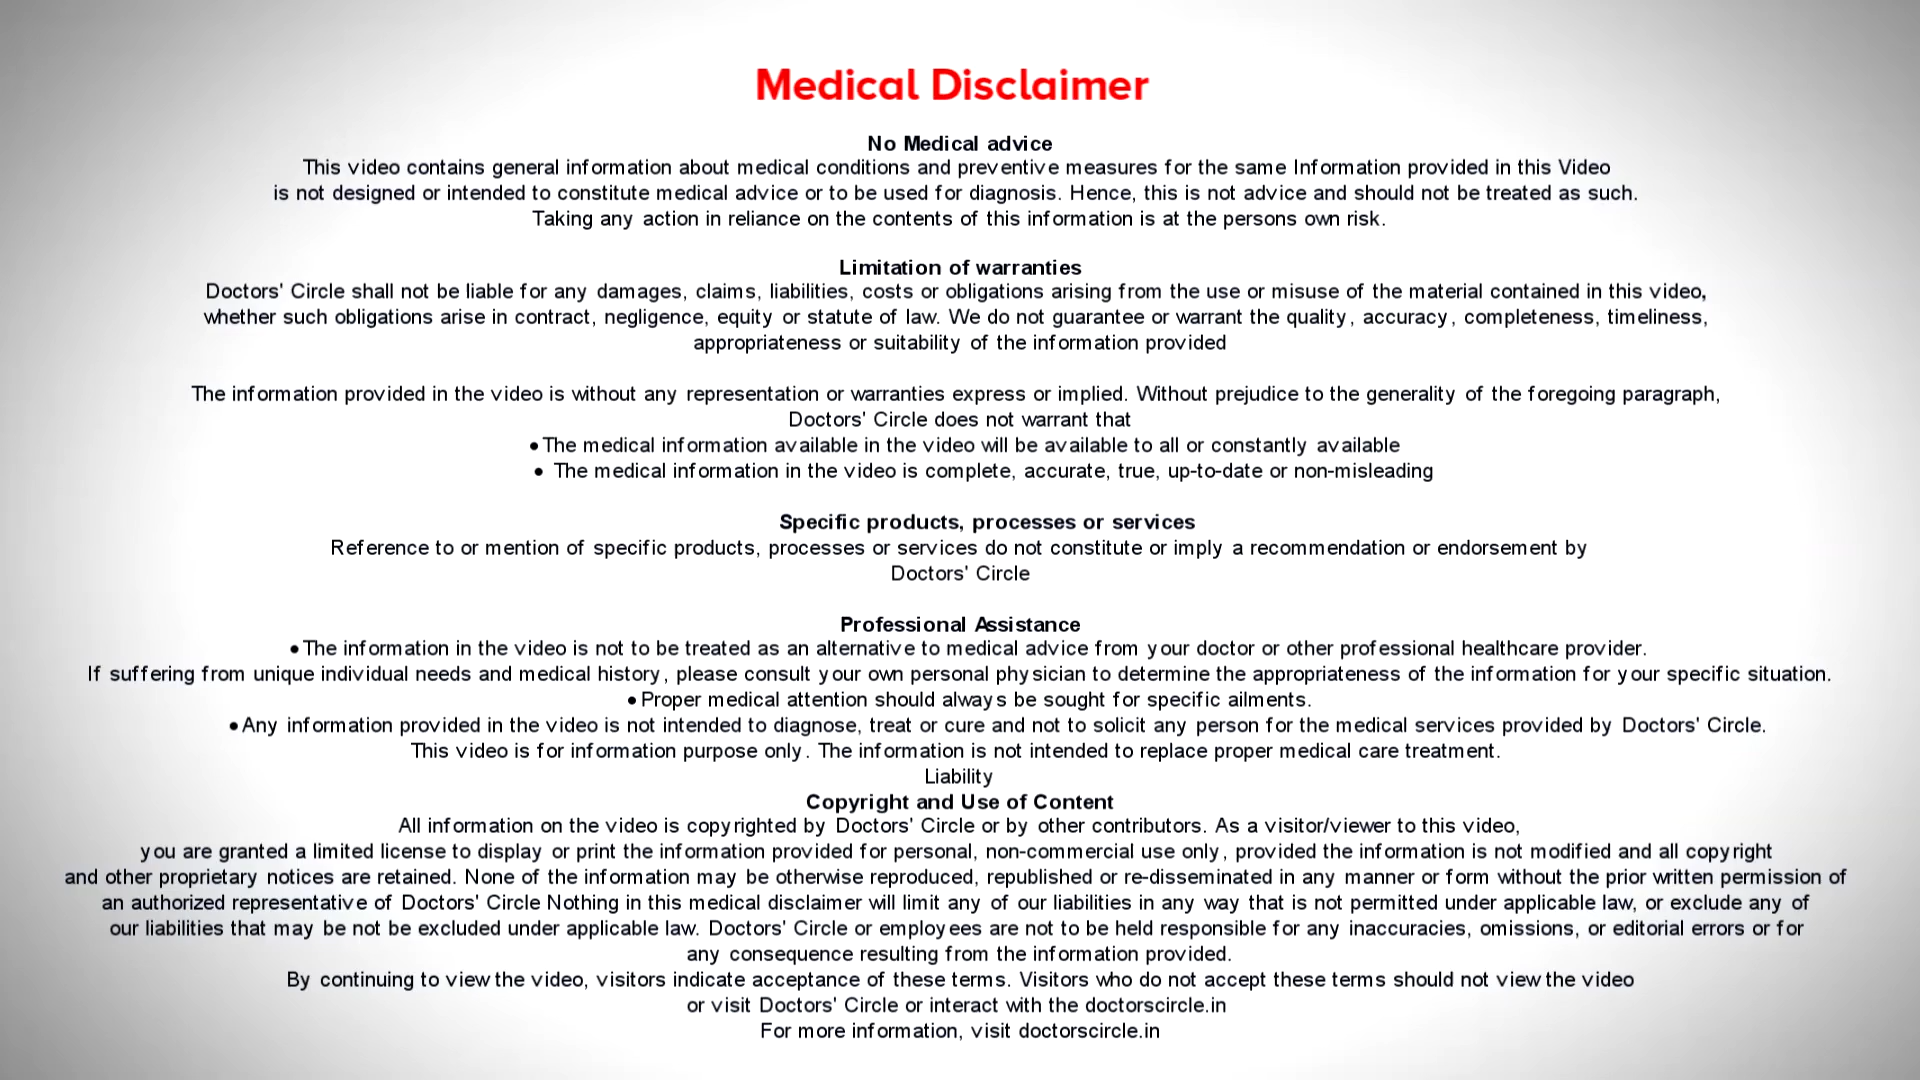 Medical Disclaimer
No Medical advice
This video contains general information about medical conditions and preventive measures for the same Information provided in this Video
is not designed or intended to constitute medical advice or to be used for diagnosis. Hence, this is not advice and should not be treated as such.
Taking any action in reliance on the contents of this information is at the persons own risk.
Limitation of warranties
Doctors' Circle shall not be liable for any damages, claims, liabilities, costs or obligations arising from the use or misuse of the material contained in this video,
whether such obligations arise in contract, negligence, equity or statute of law. We do not guarantee or warrant the quality, accuracy, completeness, timeliness,
appropriateness or suitability of the information provided
The information provided in the video is without any representation or warranties express or implied. Without prejudice to the generality of the foregoing paragraph,
Doctors' Circle does not warrant that
• The medical information available in the video will be available to all or constantly available
• The medical information in the video is complete, accurate, true, up-to-date or non-misleading
Specific products, processes or services
Reference to or mention of specific products, processes or services do not constitute or imply a recommendation or endorsement by
Doctors' Circle
Professional Assistance
• The information in the video is not to be treated as an alternative to medical advice from your doctor or other professional healthcare provider.
If suffering from unique individual needs and medical history, please consult your own personal physician to determine the appropriateness of the information for your specific situation.
• Proper medical attention should always be sought for specific ailments.
• Any information provided in the video is not intended to diagnose, treat or cure and not to solicit any person for the medical services provided by Doctors' Circle.
This video is for information purpose only. The information is not intended to replace proper medical care treatment.
Liability
Copyright and Use of Content
All information on the video is copyrighted by Doctors' Circle or by other contributors. As a visitor/viewer to this video,
you are granted a limited license to display or print the information provided for personal, non-commercial use only, provided the information is not modified and all copyright
and other proprietary notices are retained. None of the information may be otherwise reproduced, republished or re-disseminated in any manner or form without the prior written permission of
an authorized representative of Doctors' Circle Nothing in this medical disclaimer will limit any of our liabilities in any way that is not permitted under applicable law, or exclude any of
our liabilities that may be not be excluded under applicable law. Doctors' Circle or employees are not to be held responsible for any inaccuracies, omissions, or editorial errors or for
any consequence resulting from the information provided.
By continuing to view the video, visitors indicate acceptance of these terms. Visitors who do not accept these terms should not view the video
or visit Doctors' Circle or interact with the doctorscircle.in
For more information, visit doctorscircle.in